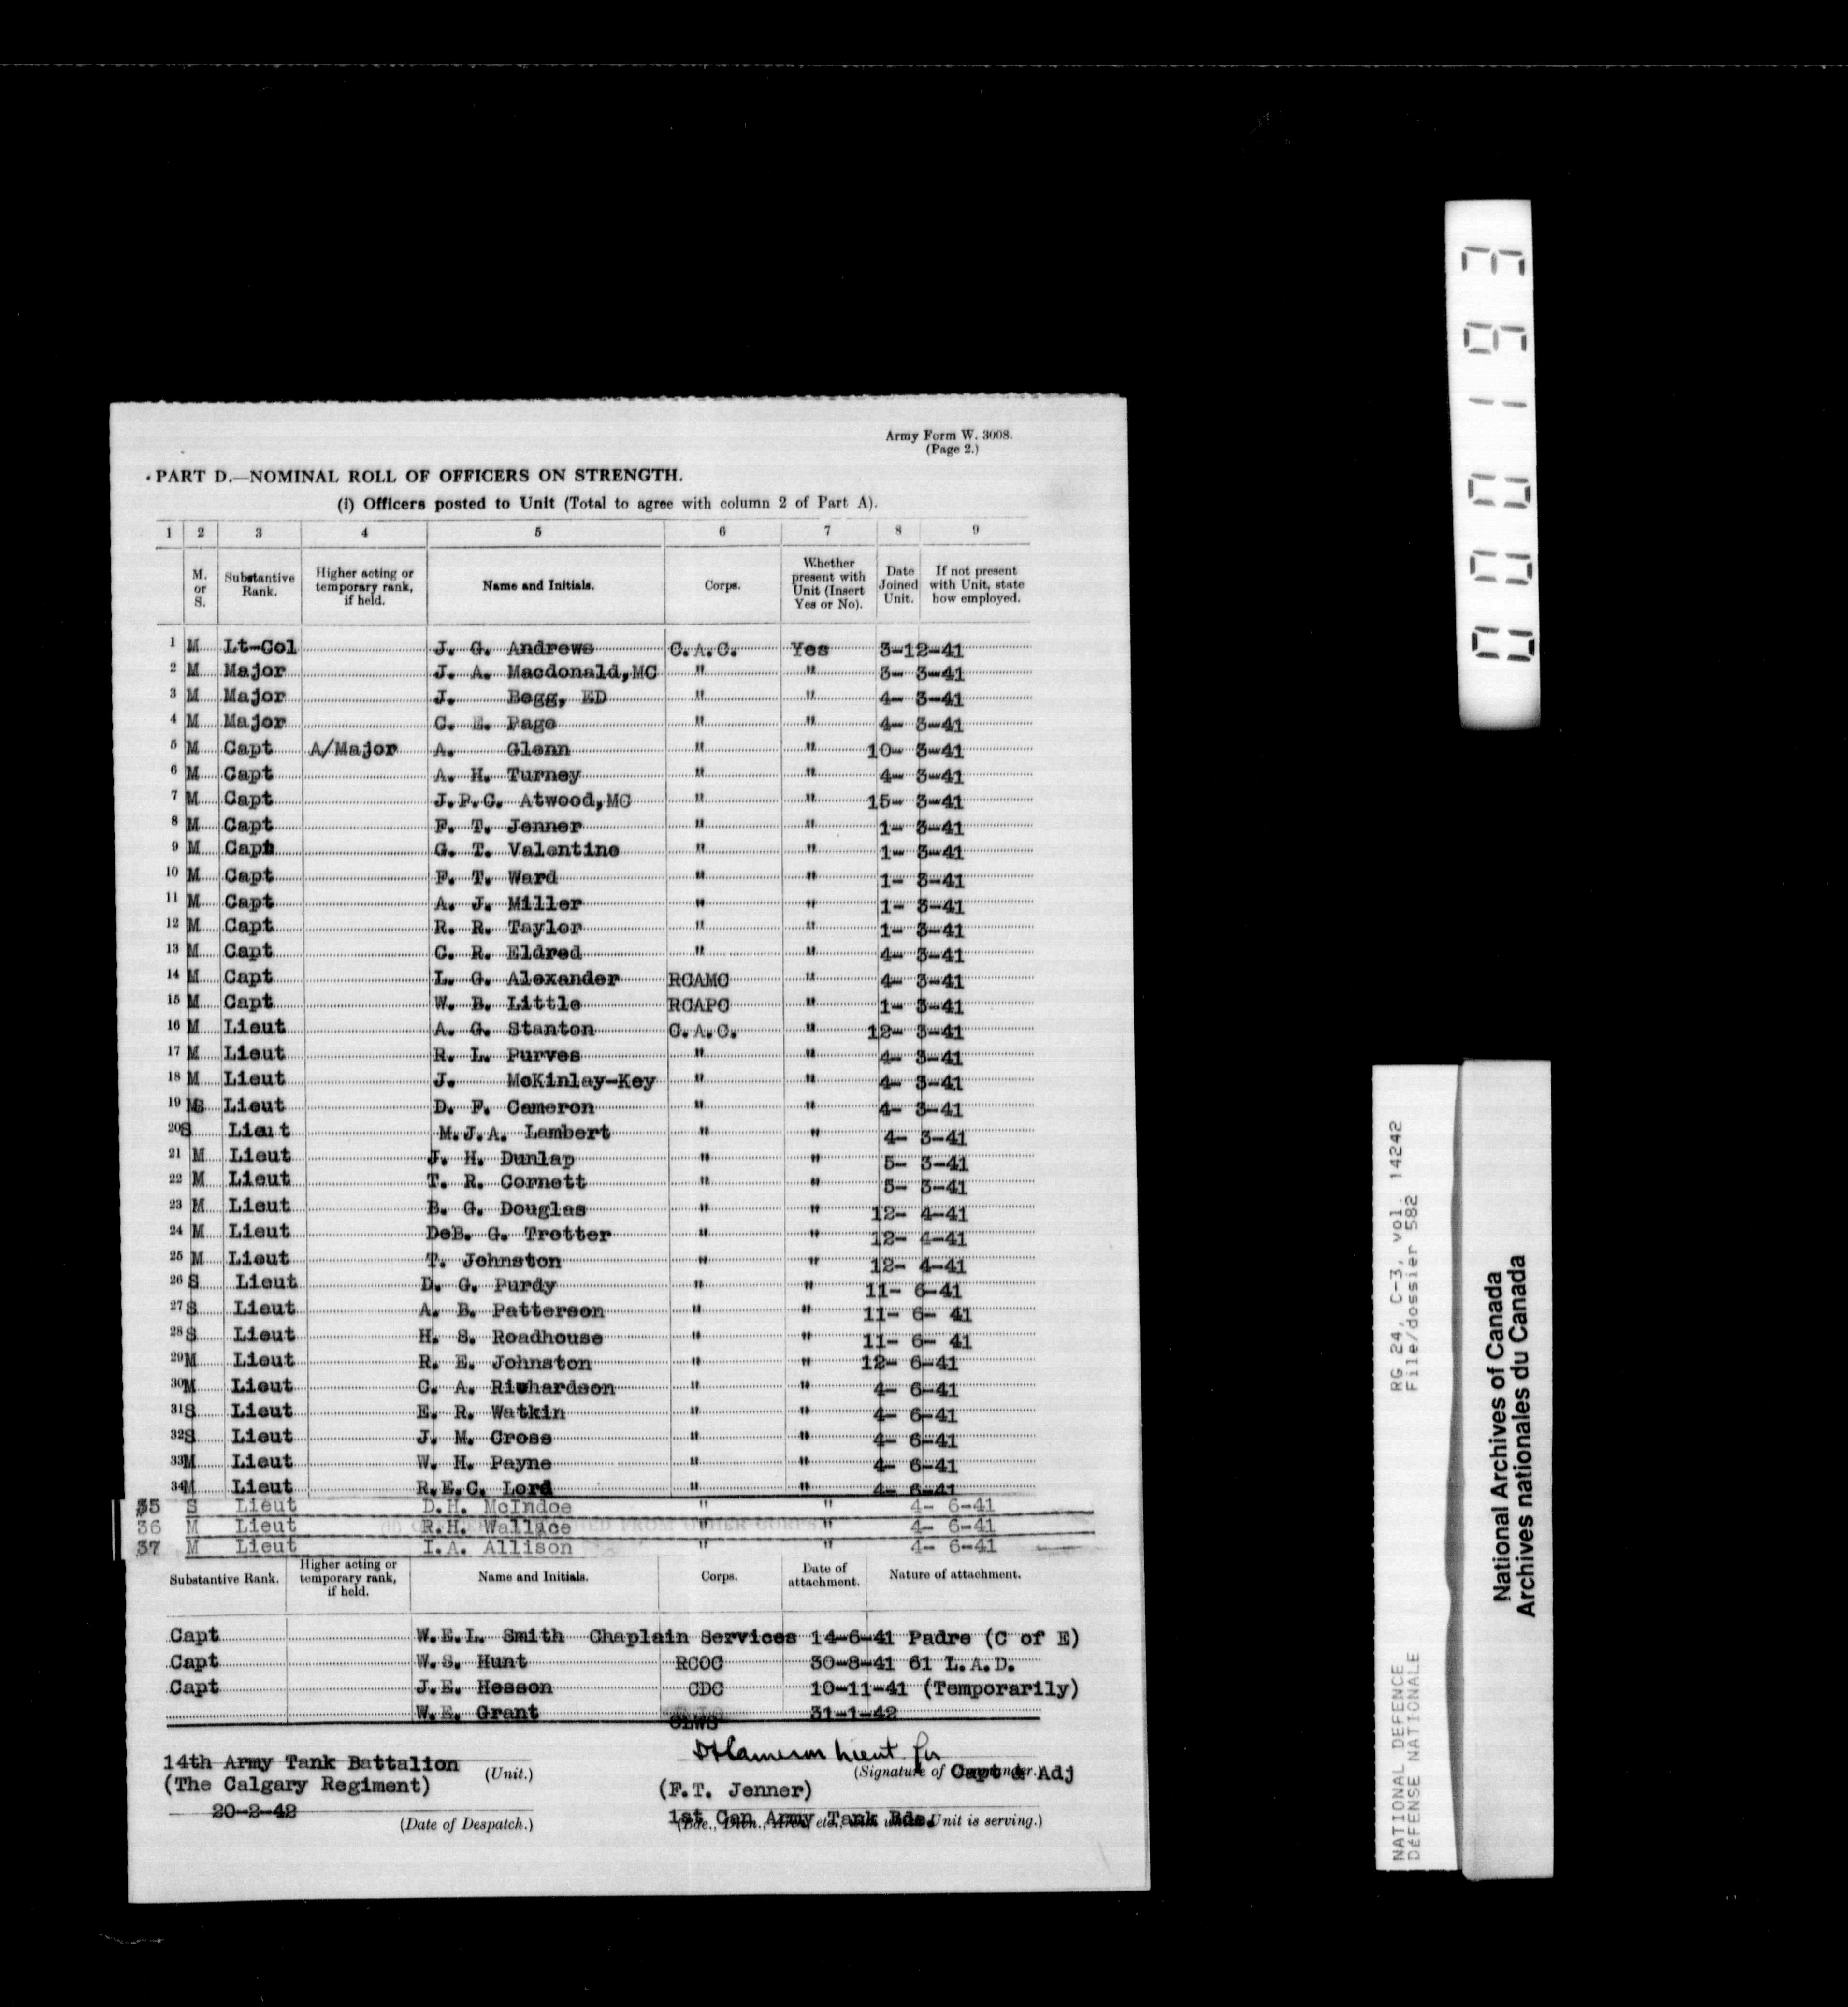 Army Form W. 3008.
(Page 2.)
PART D.—NOMINAL ROLL OF OFFICERS ON STRENGTH.
(i) Officers posted to Unit (Total to agree with column 2 of Part A).
1 2 3 4 5 6 7 8 9
M. or S. Substantive Rank. Higher acting or temporary rank, if held. Name and Initials. Corps. Whether present with Unit (Insert Yes or No). Date Joined Unit. If not present with Unit, state how employed.
1 M Lt-Col J. G. Andrews C.A.C. Yes 3-12-41
2 M Major J. A. Macdonald,MC " " 3- 3-41
3 M Major J. Begg, ED " " 4- 3-41
4 M Major C. E. Page " " 4- 3-41
5 M Capt A/Major A. Glenn " " 10- 3-41
6 M Capt A. H. Turney " " 4- 3-41
7 M Capt J.P.C. Atwood,MC " " 15- 3-41
8 M Capt F. T. Jenner " " 1- 3-41
9 M Capt G. T. Valentine " " 1- 3-41
10 M Capt F. T. Ward " " 1- 3-41
11 M Capt A. J. Miller " " 1- 3-41
12 M Capt R. R. Taylor " " 1- 3-41
13 M Capt C. R. Eldred " " 4- 3-41
14 M Capt L. G. Alexander RCAMC " 4- 3-41
15 M Capt W. B. Little RCAPC " 1- 3-41
16 M Lieut A. G. Stanton C.A.C. " 12- 3-41
17 M Lieut R. L. Purves " " 4- 3-41
18 M Lieut J. McKinlay-Key " " 4- 3-41
19 MS Lieut D. F. Cameron " " 4- 3-41
20 S Lieut M.J.A. Lambert " " 4- 3-41
21 M Lieut J. H. Dunlap " " 5- 3-41
22 M Lieut T. R. Cornett " " 5- 3-41
23 M Lieut B. G. Douglas " " 12- 4-41
24 M Lieut DeB. G. Trotter " " 12- 4-41
25 M Lieut T. Johnston " " 12- 4-41
26 S Lieut D. G. Purdy " " 11- 6-41
27 S Lieut A. B. Patterson " " 11- 6- 41
28 S Lieut H. S. Roadhouse " " 11- 6- 41
29 M Lieut R. E. Johnston " " 12- 6-41
30 M Lieut C. A. Richardson " " 4- 6-41
31 S Lieut E. R. Watkin " " 4- 6-41
32 S Lieut J. M. Cross " " 4- 6-41
33 M Lieut W. H. Payne " " 4- 6-41
34 M Lieut R.E.C. Lord " " 4- 6-41
35 S Lieut D.H. McIndoe " " 4- 6-41
36 M Lieut R.H. Wallace " " 4- 6-41
37 M Lieut I.A. Allison " " 4- 6-41
Substantive Rank. Higher acting or temporary rank, if held. Name and Initials. Corps. Date of attachment. Nature of attachment.
Capt W.E.L. Smith Chaplain Services 14-6-41 Padre (C of E)
Capt W.S. Hunt RCOC 30-8-41 61 L.A.D.
Capt J.E. Hesson CDC 10-11-41 (Temporarily)
W.E. Grant 31-1-42
14th Army Tank Battalion (Unit.)
(The Calgary Regiment)
DFCameron Lieut for
(Signature of Commander.) Capt & Adj
(F.T. Jenner)
20-2-42
(Date of Despatch.)
1st Can Army Tank Bde.
(Bde., Divn., Area, etc., Unit is serving.)
000193
RG 24, C-3, vol. 14242
File/dossier 582
NATIONAL DEFENCE
DÉFENSE NATIONALE
National Archives of Canada
Archives nationales du Canada